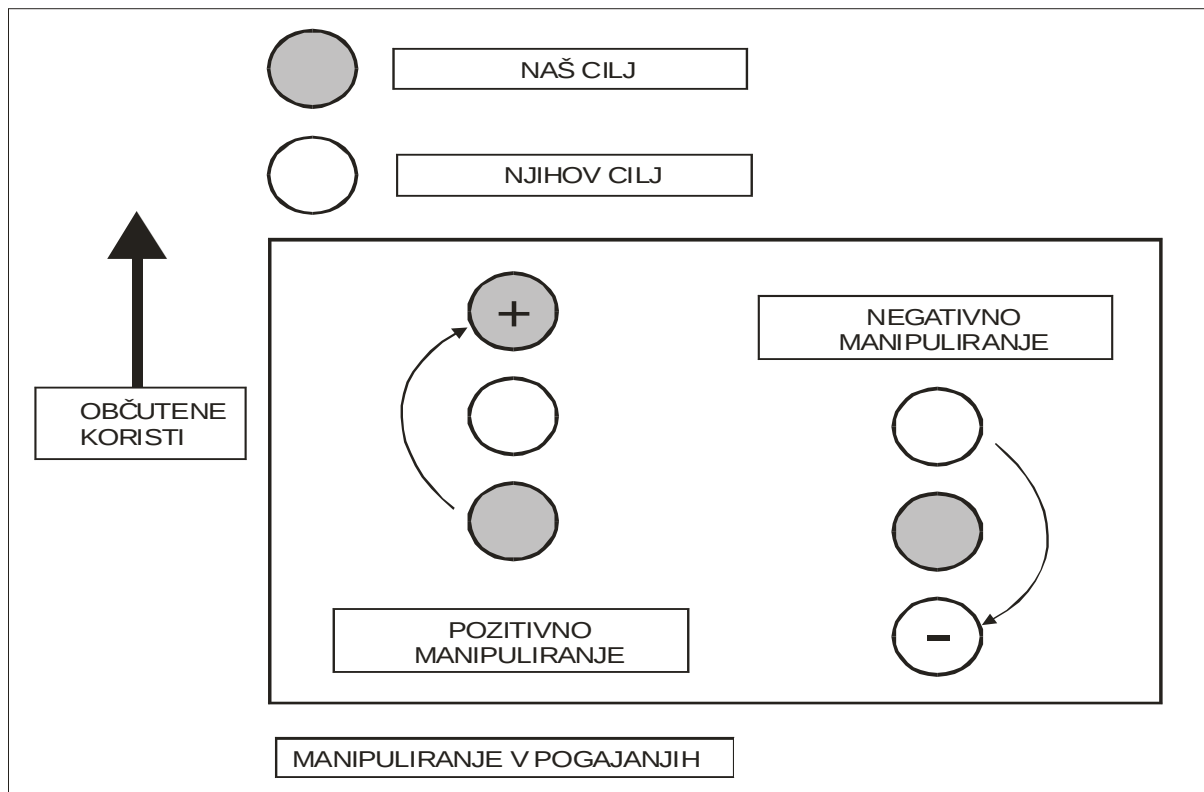 NAŠ CILJ
NJIHOV CILJ
+
NEGATIVNO
MANIPULIRANJE
OBČUTENE
KORISTI
-
POZITIVNO
MANIPULIRANJE
MANIPULIRANJE V POGAJANJIH